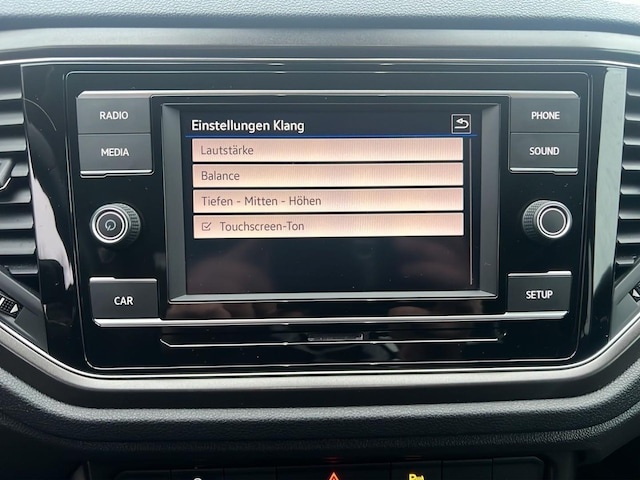 RADIO
MEDIA
CAR
Einstellungen Klang
Lautstärke
Balance
Tiefen - Mitten - Höhen
Touchscreen-Ton
PHONE
SOUND
SETUP